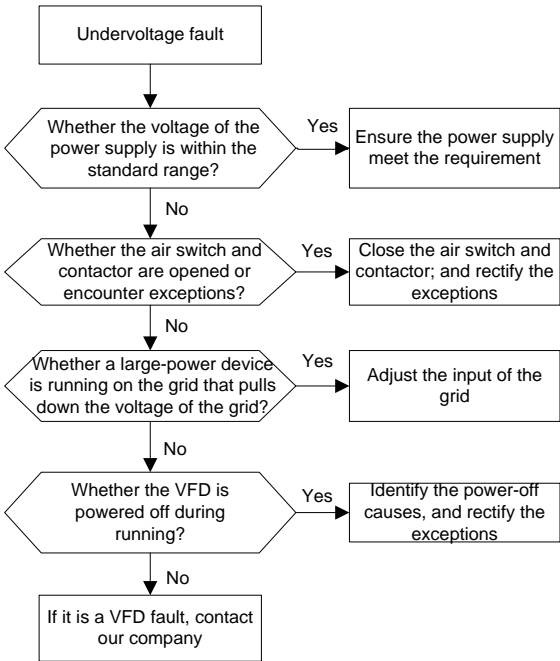 Undervoltage fault
Whether the voltage of the
power supply is within the
standard range?
Yes
Ensure the power supply
meet the requirement
No
Whether the air switch and
contactor are opened or
encounter exceptions?
Yes
Close the air switch and
contactor; and rectify the
exceptions
No
Whether a large-power device
is running on the grid that pulls
down the voltage of the grid?
Yes
Adjust the input of the
grid
No
Whether the VFD is
powered off during
running?
Yes
Identify the power-off
causes, and rectify the
exceptions
No
If it is a VFD fault, contact
our company